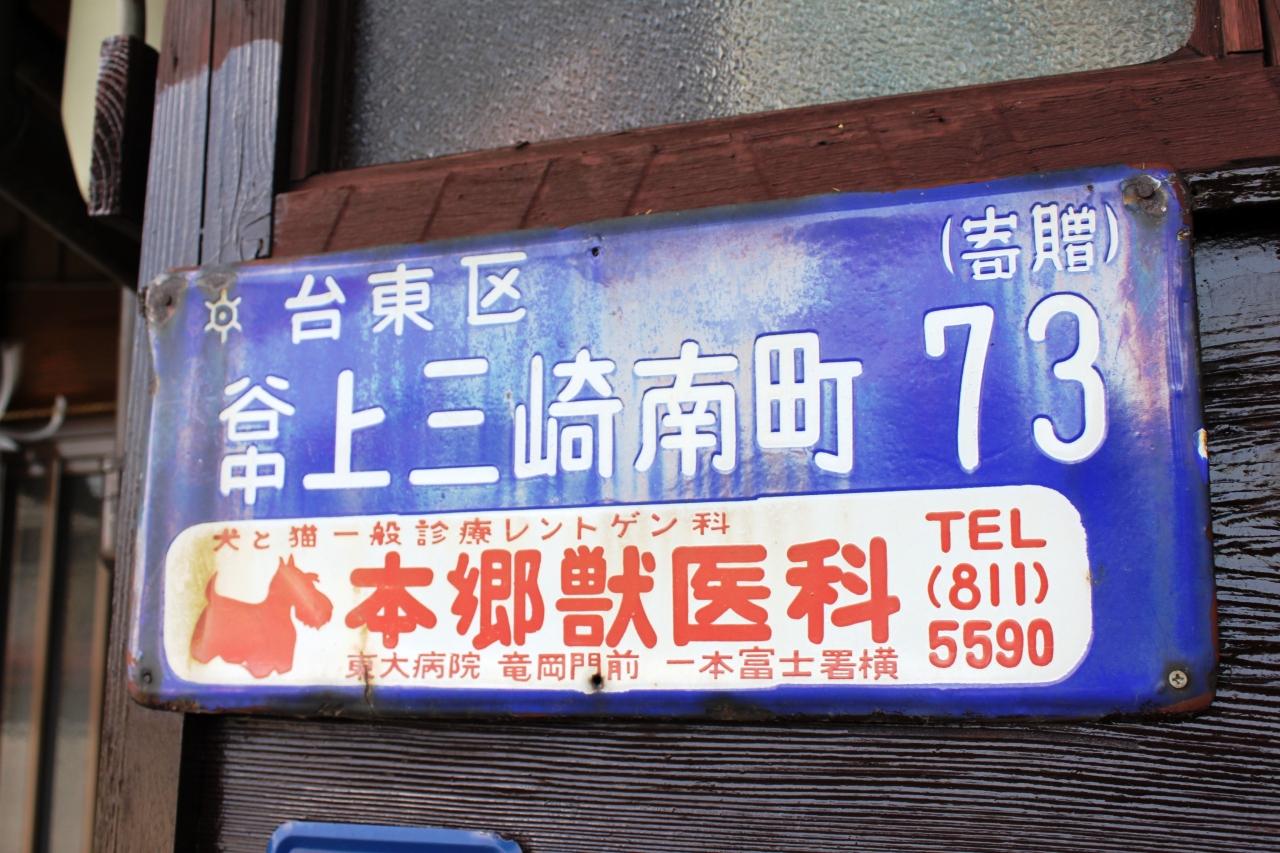 台東区
(寄贈)
谷中上三崎南町 73
犬と猫一般診療レントゲン科
本郷獣医科
東大病院 竜岡門前 一本富士署横
TEL
(811)
5590